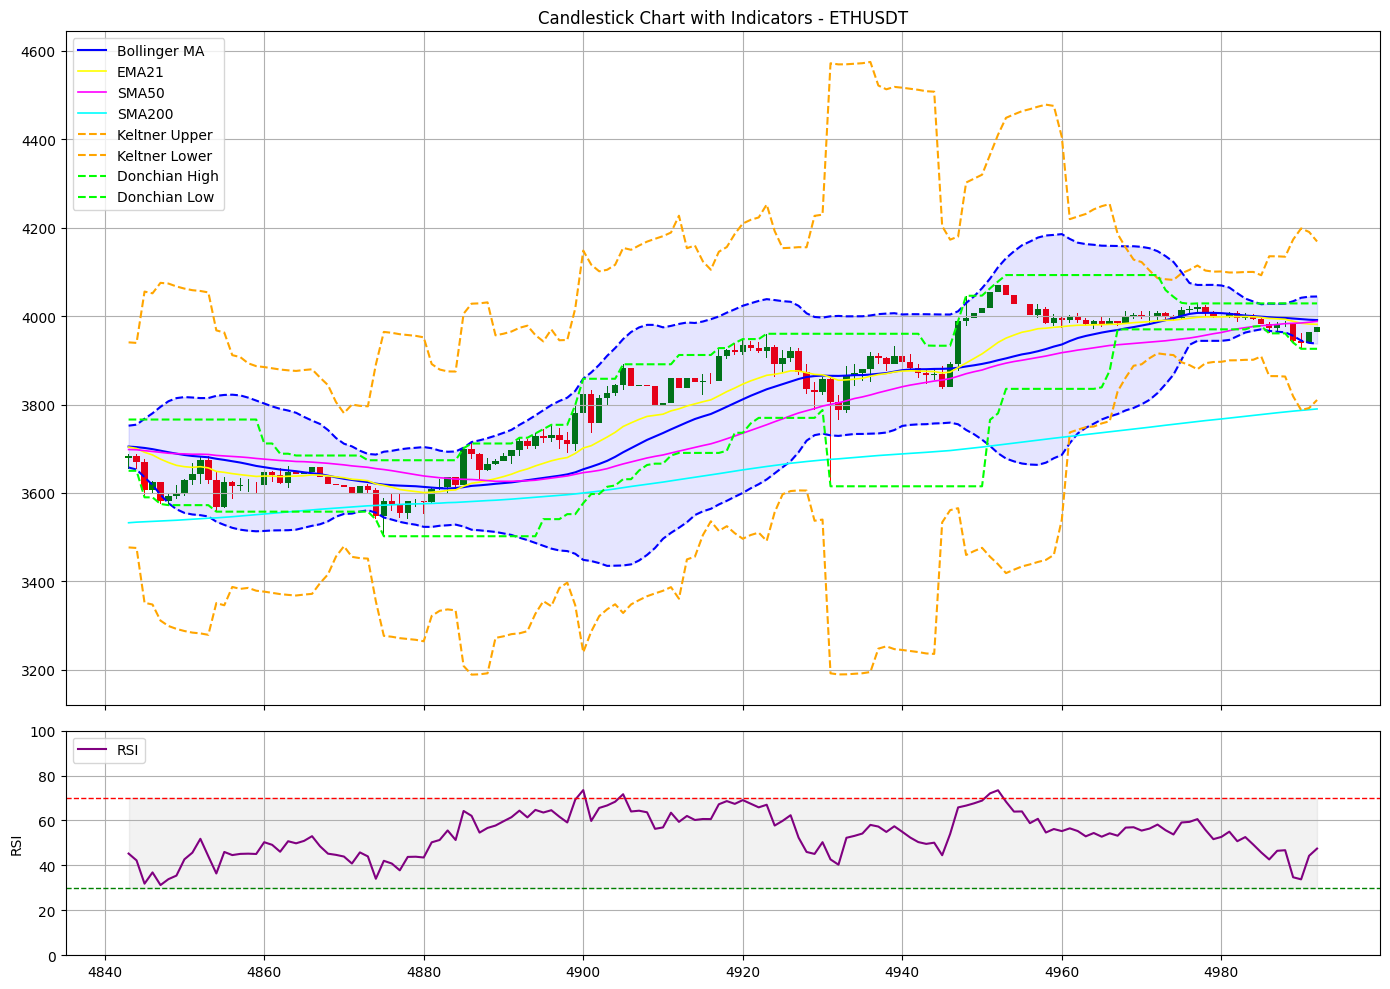 Candlestick Chart with Indicators - ETHUSDT
4600
4400
4200
4000
3800
3600
3400
3200
Bollinger MA
EMA21
SMA50
SMA200
Keltner Upper
Keltner Lower
Donchian High
Donchian Low
RSI
100
80
60
40
20
0
RSI
4840 4860 4880 4900 4920 4940 4960 4980